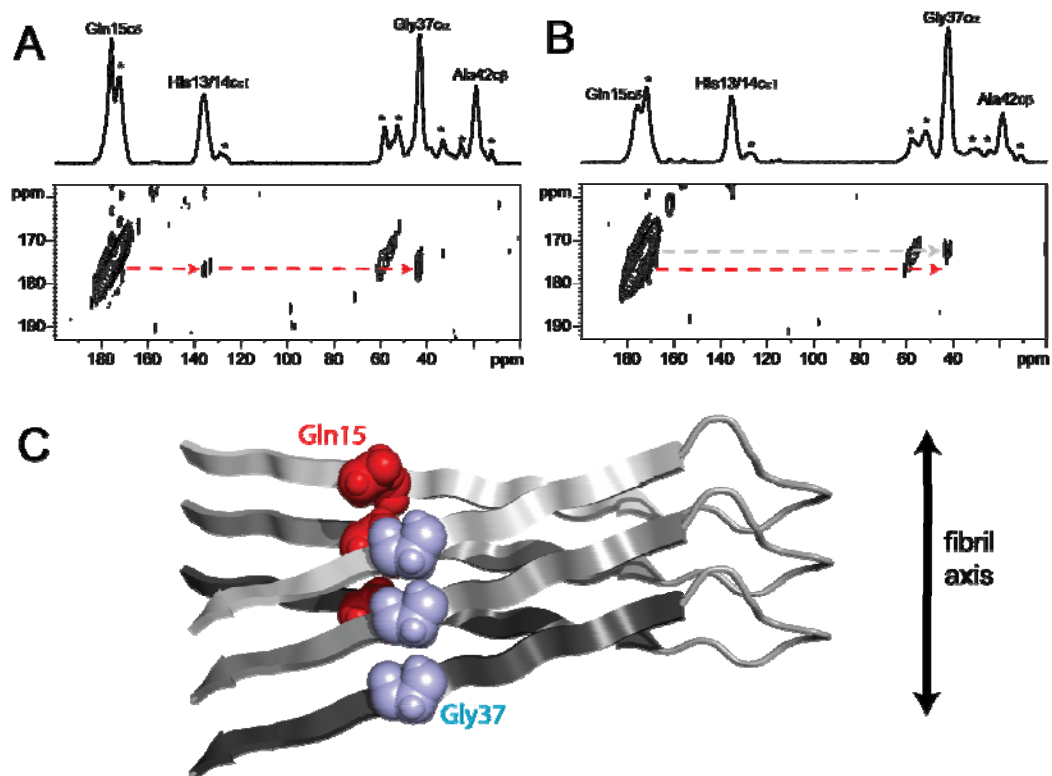 A
Gln15Cδ
*
His13/14Cε1
*
* *
Gly37Cα
*
*
Ala42Cβ
*
ppm
170
180
190
180 160 140 120 100 80 60 40 ppm
B
Gln15Cδ
*
His13/14Cε1
*
* *
Gly37Cα
* *
Ala42Cβ
*
ppm
170
180
190
180 160 140 120 100 80 60 40 ppm
C
Gln15
Gly37
fibril
axis